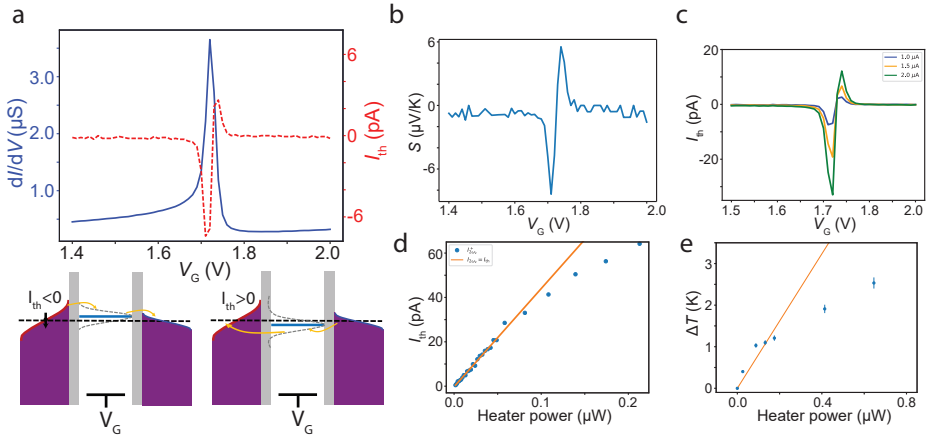 a
dI/dV (μS)
3.0
2.0
1.0
6
0
-6
I_th (pA)
1.4 1.6 1.8 2.0
V_G (V)
I_th<0
V_G
I_th>0
V_G
b
S (μV/K)
6
0
-6
1.4 1.6 1.8 2.0
V_G (V)
c
I_th (pA)
20
0
-20
1.0 μA
1.5 μA
2.0 μA
1.5 1.6 1.7 1.8 1.9 2.0
V_G (V)
d
I_th (pA)
60
40
20
0
0.0 0.1 0.2
Heater power (μW)
e
ΔT (K)
3
2
1
0
0.0 0.4 0.8
Heater power (μW)